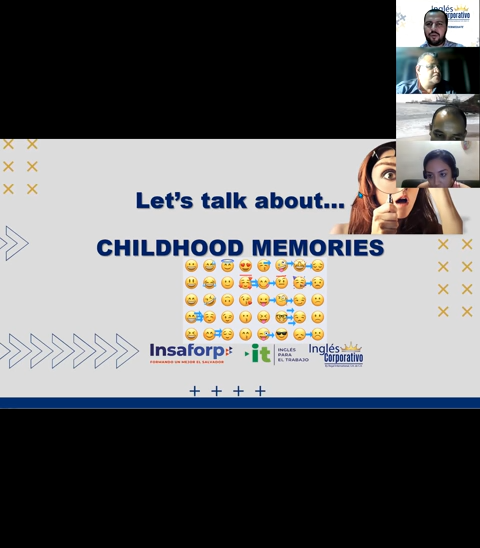 Inglés
Corporativo
Let's talk about...
CHILDHOOD MEMORIES
Insaforp
FORMANDO UN MEJOR EL SALVADOR
it
INGLÉS
PARA
EL TRABAJO
Inglés
Corporativo